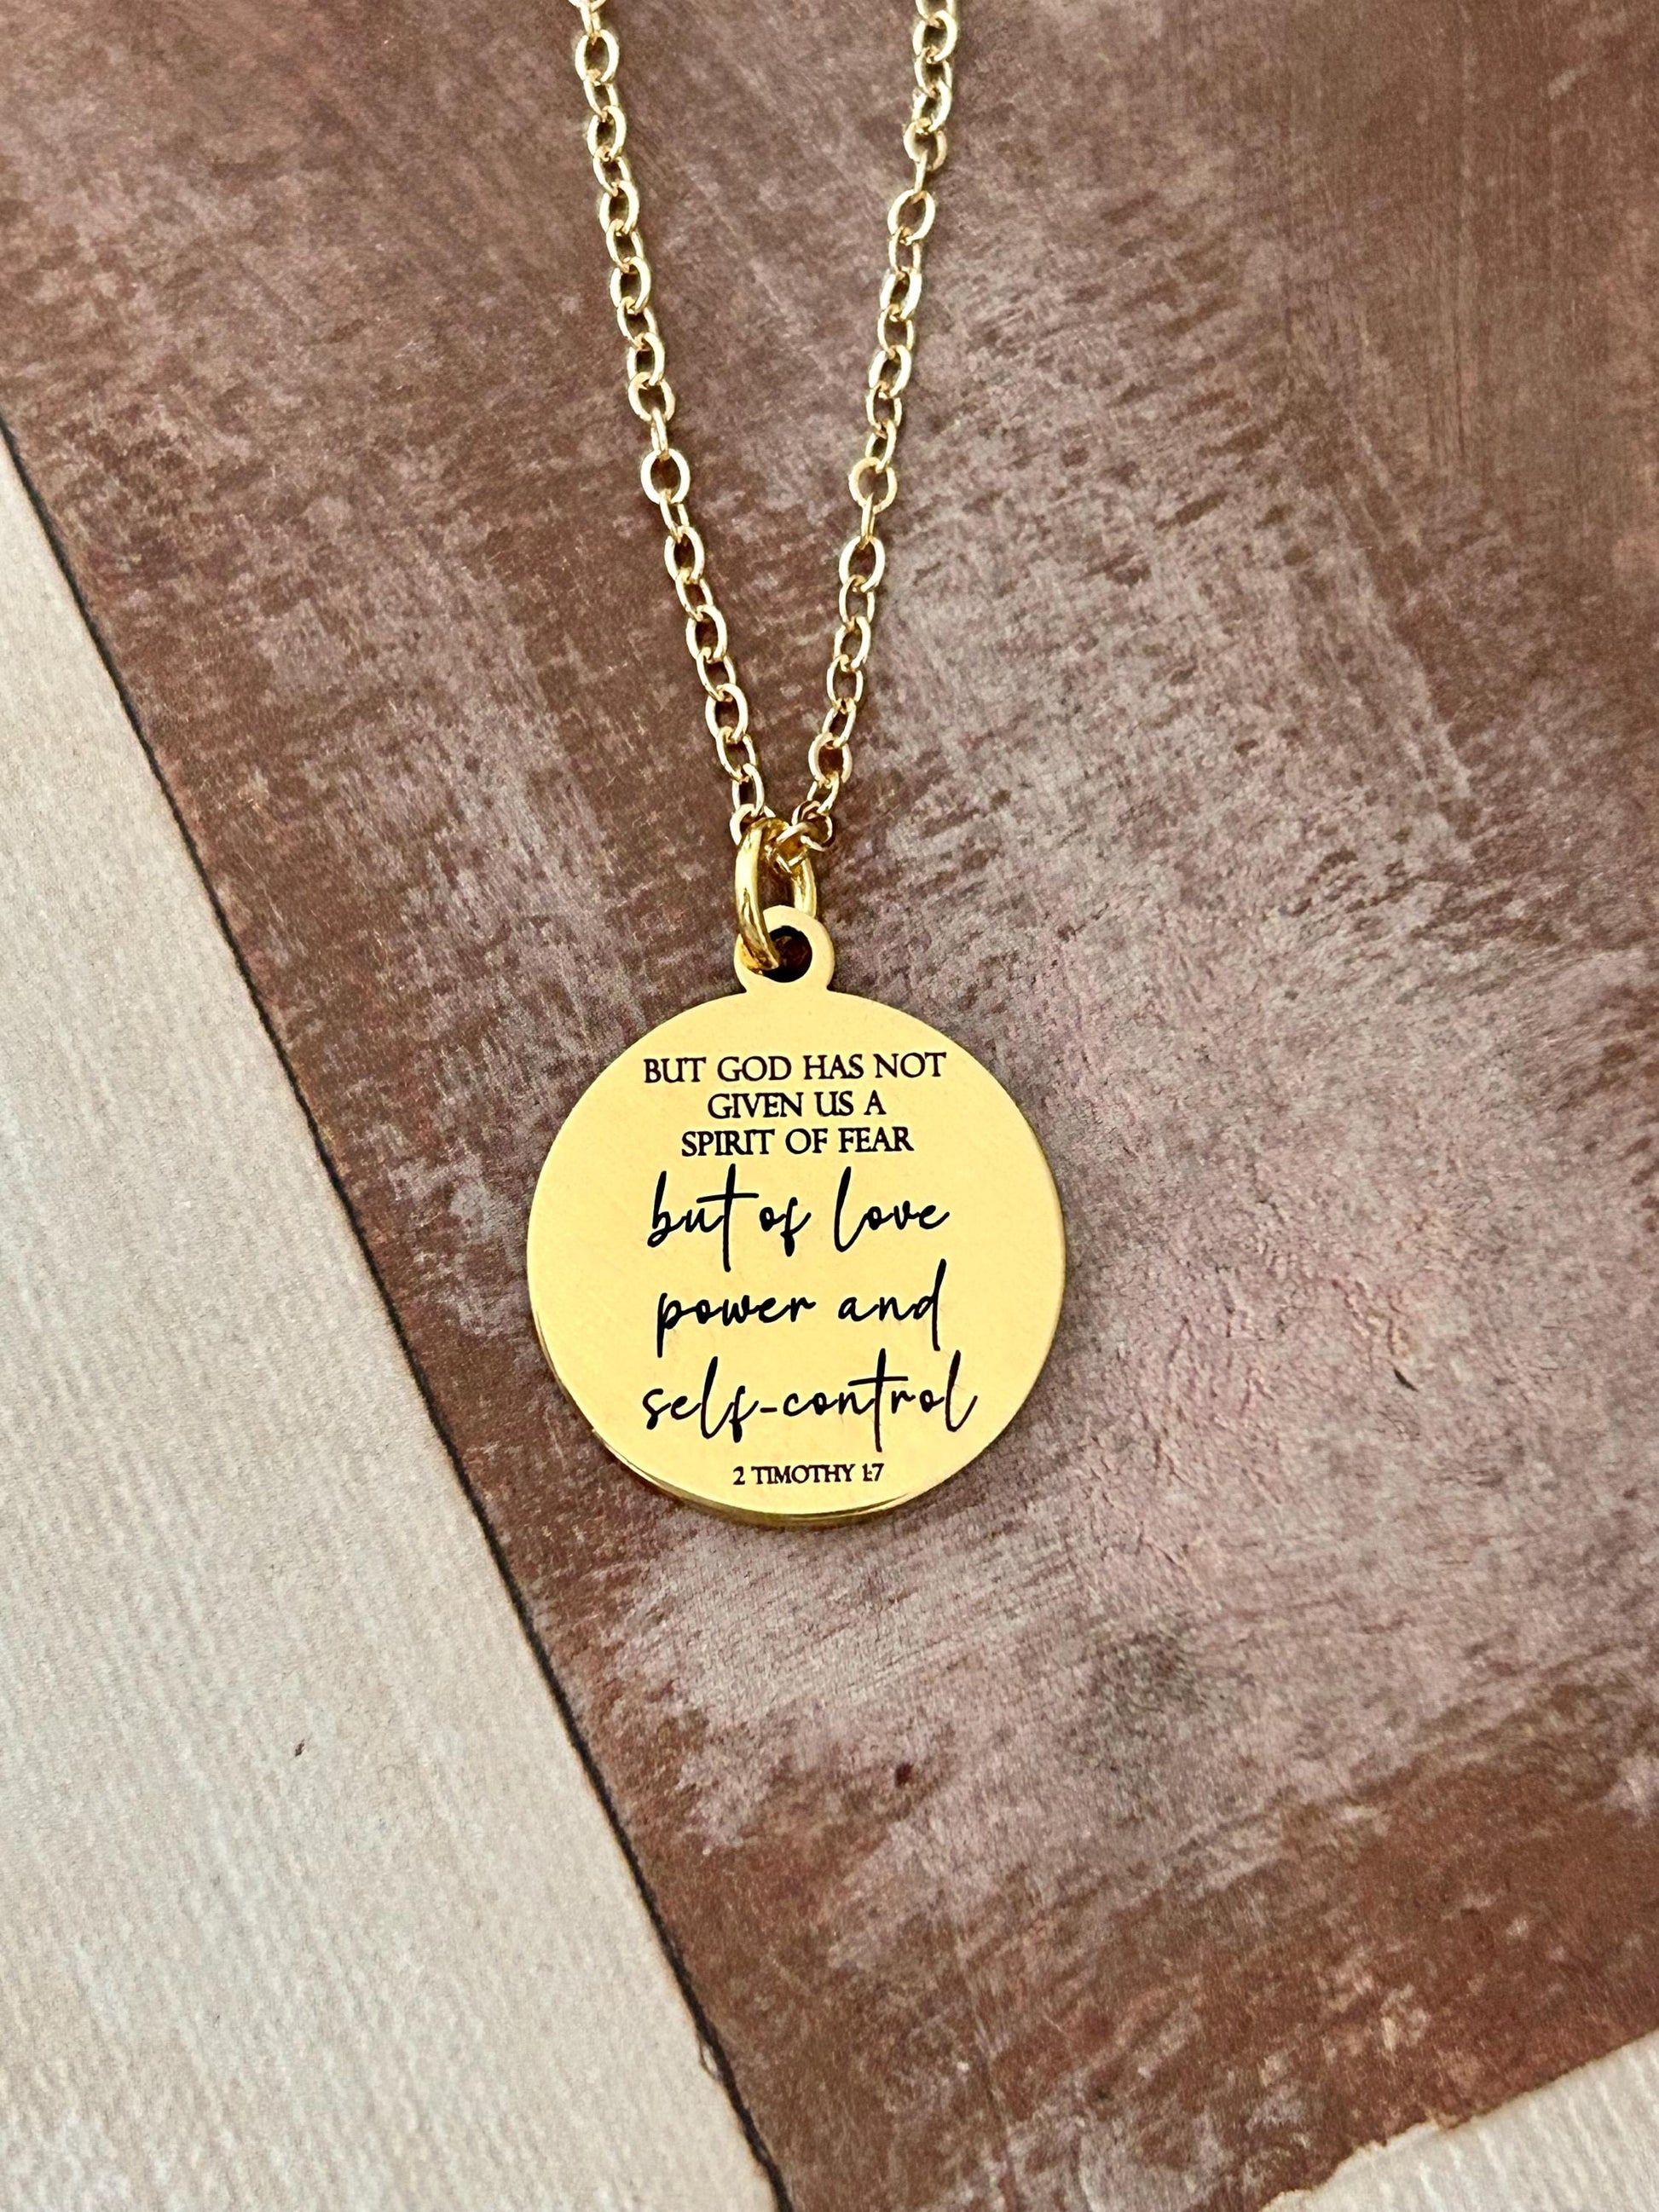 BUT GOD HAS NOT
GIVEN US A
SPIRIT OF FEAR
but of love
power and
self-control
2 TIMOTHY 1:7